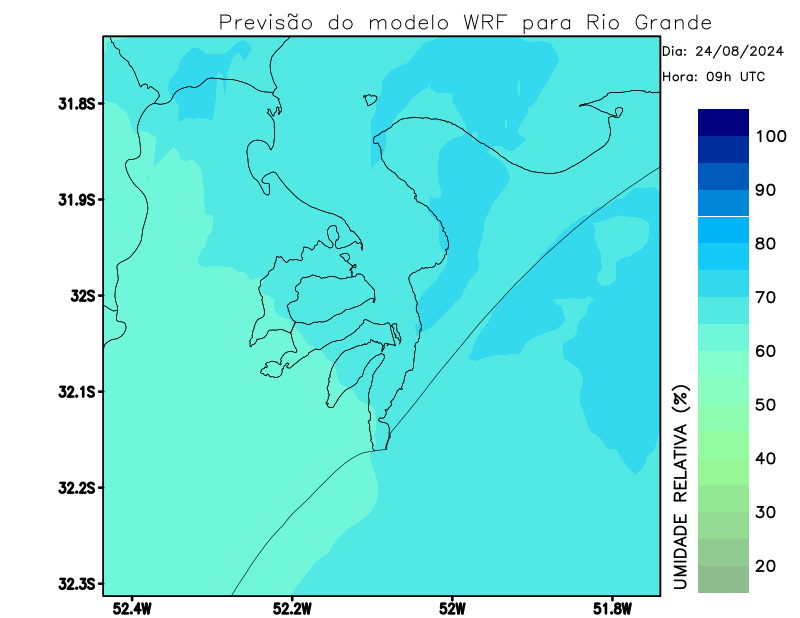 Previsão do modelo WRF para Rio Grande
Dia: 24/08/2024
Hora: 09h UTC
31.8S
31.9S
32S
32.1S
32.2S
32.3S
52.4W
52.2W
52W
51.8W
100
90
80
70
60
50
40
30
20
UMIDADE RELATIVA (%)